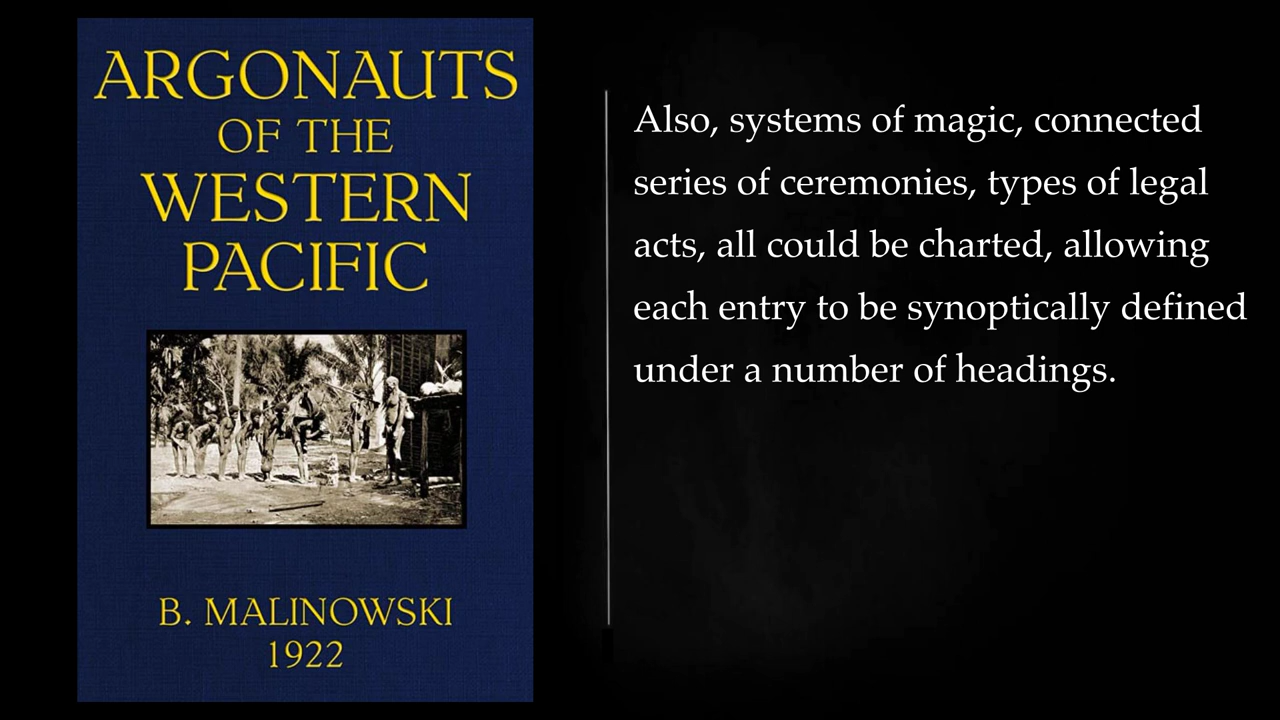 ARGONAUTS
OF THE
WESTERN
PACIFIC
B. MALINOWSKI
1922
Also, systems of magic, connected
series of ceremonies, types of legal
acts, all could be charted, allowing
each entry to be synoptically defined
under a number of headings.